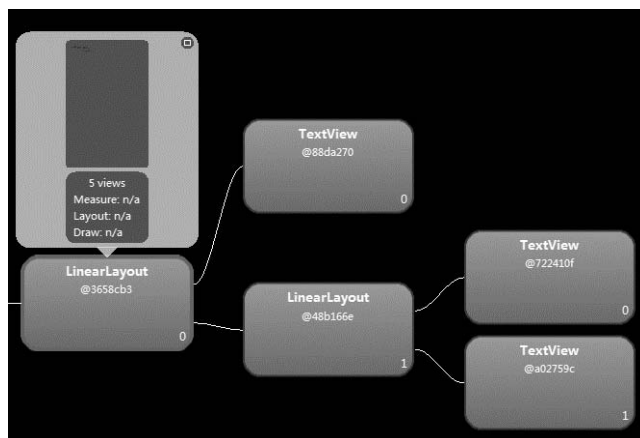 5 views
Measure: n/a
Layout: n/a
Draw: n/a
LinearLayout
@3658cb3
0
TextView
@88da270
0
LinearLayout
@48b166e
1
TextView
@722410f
0
TextView
@a02759c
1